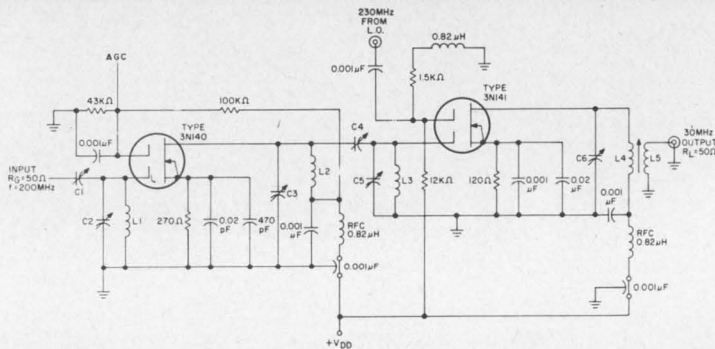 230MHz
FROM
L.O.
0.82µH
0.001µF
1.5KΩ
AGC
43KΩ
100KΩ
TYPE
3N140
TYPE
3N141
0.001µF
INPUT
RG=50Ω
f=200MHz
C1
C2
L1
270Ω
0.02
pF
470
pF
C3
L2
0.001
µF
RFC
0.82µH
0.001µF
+VDD
C4
C5
L3
12KΩ
120Ω
0.001
µF
0.02
µF
C6
L4
L5
30MHz
OUTPUT
RL=50Ω
0.001
µF
RFC
0.82µH
0.001µF